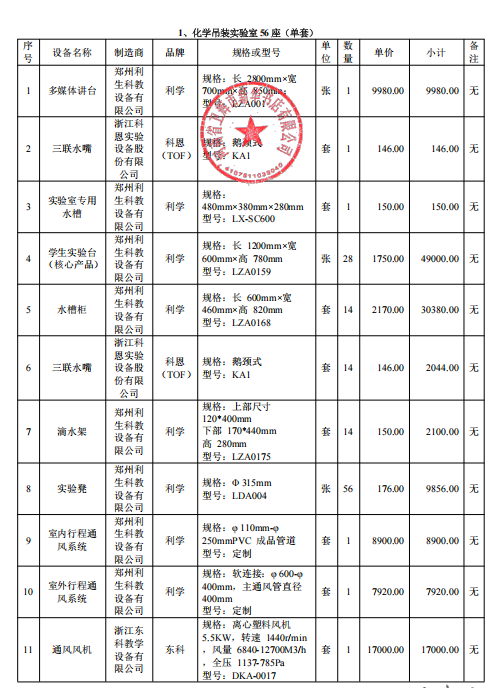 1、化学吊装实验室 56 座（单套）
序号 设备名称 制造商 品牌 规格或型号 单位 数量 单价 小计 备注
1 多媒体讲台 郑州利生科教设备有限公司 利学 规格：长 2800mm×宽 700mm×高 850mm； 型号：LZA001 张 1 9980.00 9980.00 无
2 三联水嘴 浙江科恩实验设备股份有限公司 科恩（TOF） 规格：鹅颈式 型号：KA1 套 1 146.00 146.00 无
3 实验室专用水槽 郑州利生科教设备有限公司 利学 规格：480mm×380mm×280mm 型号：LX-SC600 套 1 150.00 150.00 无
4 学生实验台（核心产品） 郑州利生科教设备有限公司 利学 规格：长 1200mm×宽 600mm×高 780mm 型号：LZA0159 张 28 1750.00 49000.00 无
5 水槽柜 郑州利生科教设备有限公司 利学 规格：长 600mm×宽 460mm×高 820mm 型号：LZA0168 套 14 2170.00 30380.00 无
6 三联水嘴 浙江科恩实验设备股份有限公司 科恩（TOF） 规格：鹅颈式 型号：KA1 套 14 146.00 2044.00 无
7 滴水架 郑州利生科教设备有限公司 利学 规格：上部尺寸 120*400mm 下部 170*440mm 高 280mm 型号：LZA0175 套 14 150.00 2100.00 无
8 实验凳 郑州利生科教设备有限公司 利学 规格：Φ 315mm 型号：LDA004 张 56 176.00 9856.00 无
9 室内行程通风系统 郑州利生科教设备有限公司 利学 规格：φ 110mm-φ 250mmPVC 成品管道 型号：定制 套 1 8900.00 8900.00 无
10 室外行程通风系统 郑州利生科教设备有限公司 利学 规格：软连接：φ 600-φ 400mm，主通风管直径 400mm 型号：定制 套 1 7920.00 7920.00 无
11 通风风机 浙江东科教学设备有限公司 东科 规格：离心塑料风机 5.5KW，转速 1440r/min，风量 6840-12700M3/h，全压 1137-785Pa 型号：DKA-0017 套 1 17000.00 17000.00 无